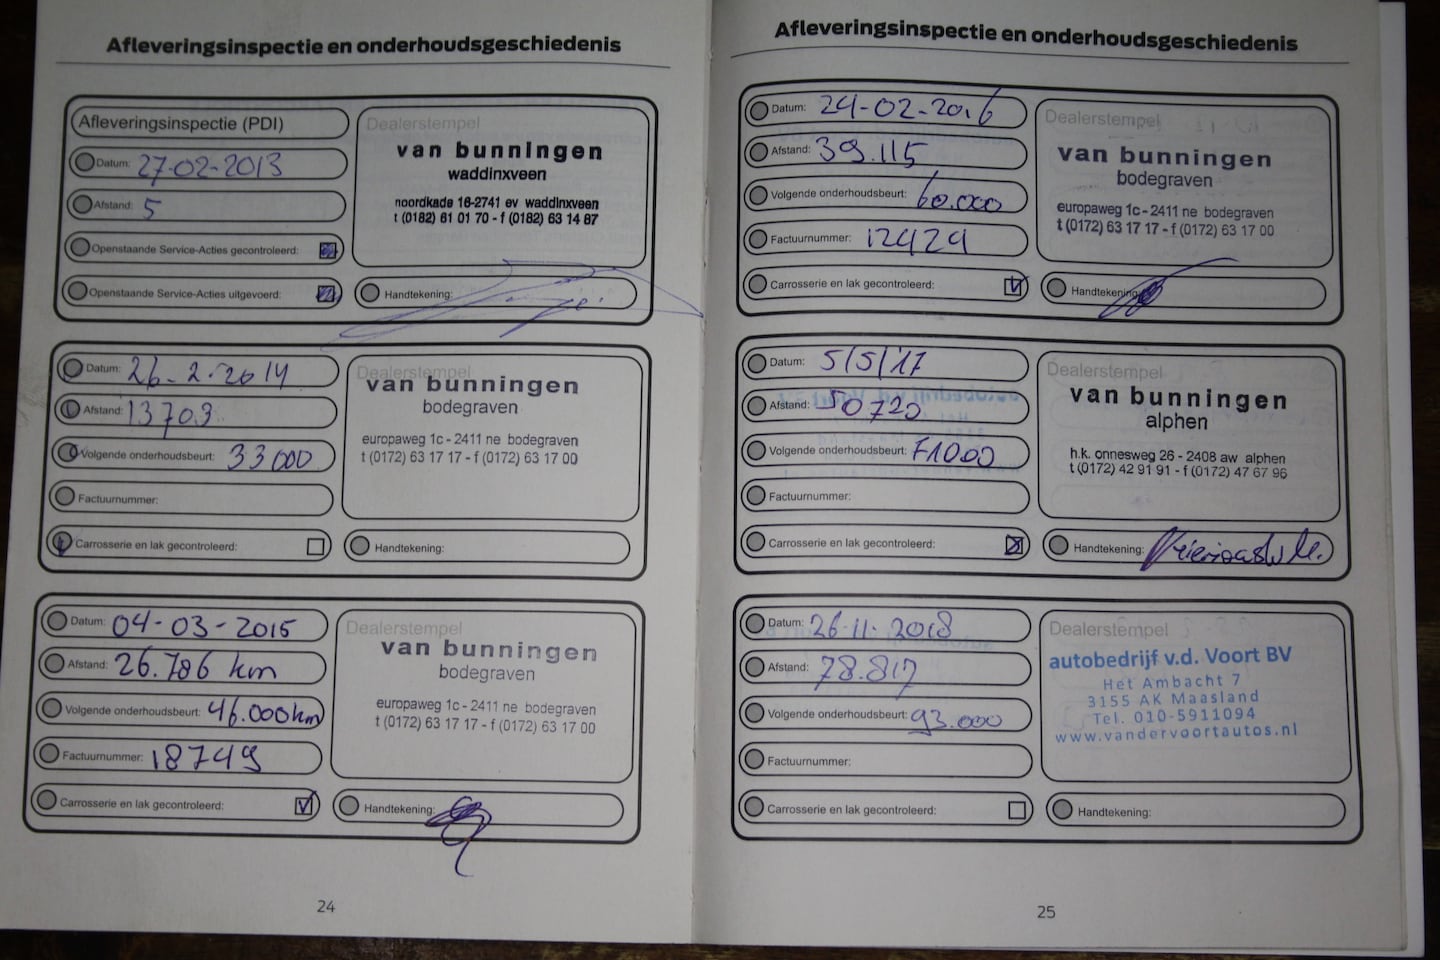 Afleveringsinspectie en onderhoudsgeschiedenis
Afleveringsinspectie (PDI)
Datum: 27-02-2013
Afstand: 5
Openstaande Service-Acties gecontroleerd:
Openstaande Service-Acties uitgevoerd:
Dealerstempel
van bunningen
waddinxveen
noordkade 16-2741 ev waddinxveen
t (0182) 61 01 70 - f (0182) 63 14 87
Handtekening:
Datum: 26-2-2014
Afstand: 13703
Volgende onderhoudsbeurt: 33000
Factuurnummer:
Carrosserie en lak gecontroleerd:
Dealerstempel
van bunningen
bodegraven
europaweg 1c - 2411 ne bodegraven
t (0172) 63 17 17 - f (0172) 63 17 00
Handtekening:
Datum: 04-03-2015
Afstand: 26.786 km
Volgende onderhoudsbeurt: 46.000km
Factuurnummer: 18749
Carrosserie en lak gecontroleerd:
Dealerstempel
van bunningen
bodegraven
europaweg 1c - 2411 ne bodegraven
t (0172) 63 17 17 - f (0172) 63 17 00
Handtekening:
24
Afleveringsinspectie en onderhoudsgeschiedenis
Datum: 24-02-2016
Afstand: 39.115
Volgende onderhoudsbeurt: 60.000
Factuurnummer: 12424
Carrosserie en lak gecontroleerd:
Dealerstempel
van bunningen
bodegraven
europaweg 1c - 2411 ne bodegraven
t (0172) 63 17 17 - f (0172) 63 17 00
Handtekening:
Datum: 5/5/17
Afstand: 50720
Volgende onderhoudsbeurt: 71000
Factuurnummer:
Carrosserie en lak gecontroleerd:
Dealerstempel
van bunningen
alphen
h.k. onnesweg 26 - 2408 aw alphen
t (0172) 42 91 91 - f (0172) 47 67 96
Handtekening:
Datum: 26-11-2018
Afstand: 78.817
Volgende onderhoudsbeurt: 93.000
Factuurnummer:
Carrosserie en lak gecontroleerd:
Dealerstempel
autobedrijf v.d. Voort BV
Het Ambacht 7
3155 AK Maasland
Tel. 010-5911094
www.vandervoortautos.nl
Handtekening:
25